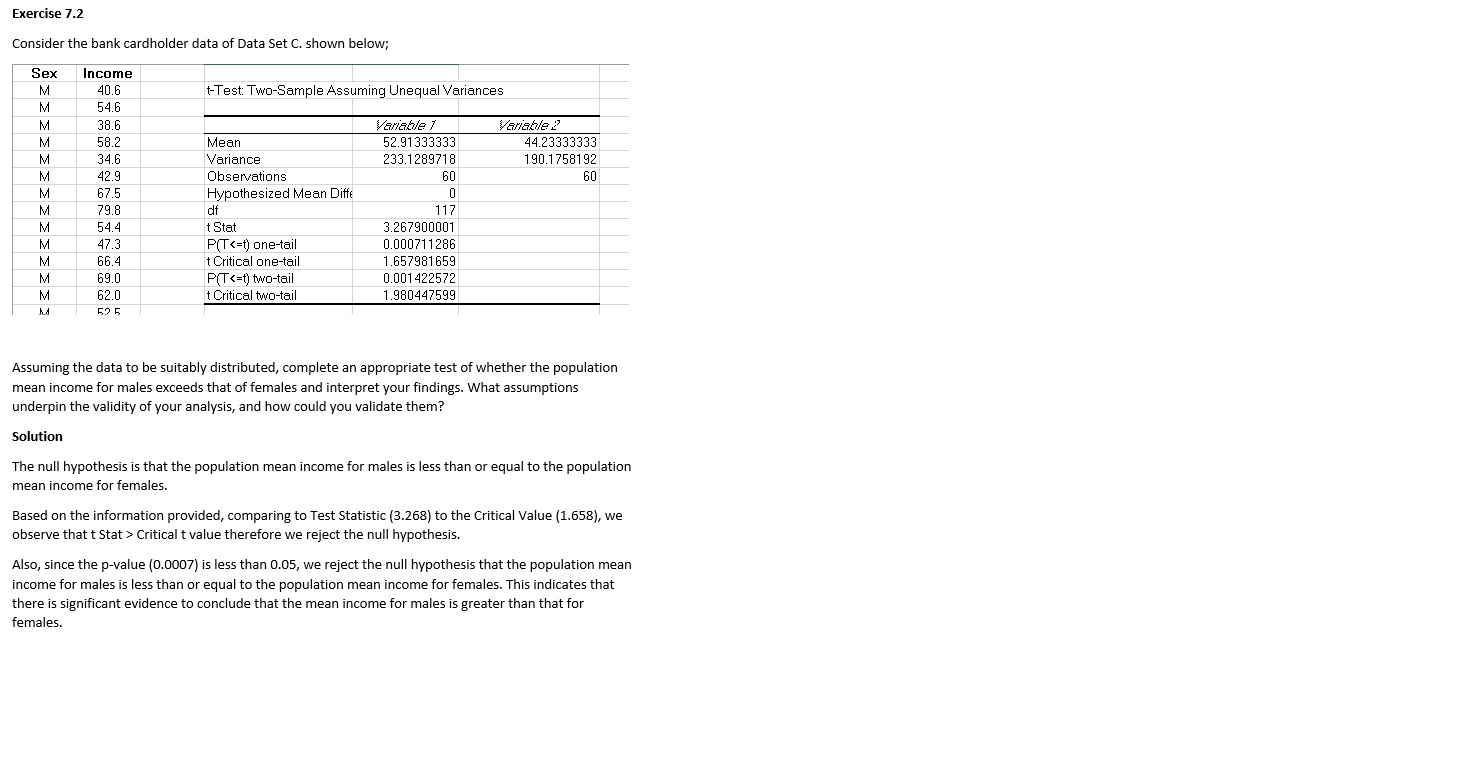 Exercise 7.2
Consider the bank cardholder data of Data Set C. shown below;
Sex Income
M 40.6 t-Test: Two-Sample Assuming Unequal Variances
M 54.6
M 38.6 Variable 1 Variable 2
M 58.2 Mean 52.91333333 44.23333333
M 34.6 Variance 233.1289718 190.1758192
M 42.9 Observations 60 60
M 67.5 Hypothesized Mean Diffe 0
M 79.8 df 117
M 54.4 t Stat 3.267900001
M 47.3 P(T<=t) one-tail 0.000711286
M 66.4 t Critical one-tail 1.657981659
M 69.0 P(T<=t) two-tail 0.001422572
M 62.0 t Critical two-tail 1.980447599
M 52.5
Assuming the data to be suitably distributed, complete an appropriate test of whether the population
mean income for males exceeds that of females and interpret your findings. What assumptions
underpin the validity of your analysis, and how could you validate them?
Solution
The null hypothesis is that the population mean income for males is less than or equal to the population
mean income for females.
Based on the information provided, comparing to Test Statistic (3.268) to the Critical Value (1.658), we
observe that t Stat > Critical t value therefore we reject the null hypothesis.
Also, since the p-value (0.0007) is less than 0.05, we reject the null hypothesis that the population mean
income for males is less than or equal to the population mean income for females. This indicates that
there is significant evidence to conclude that the mean income for males is greater than that for
females.